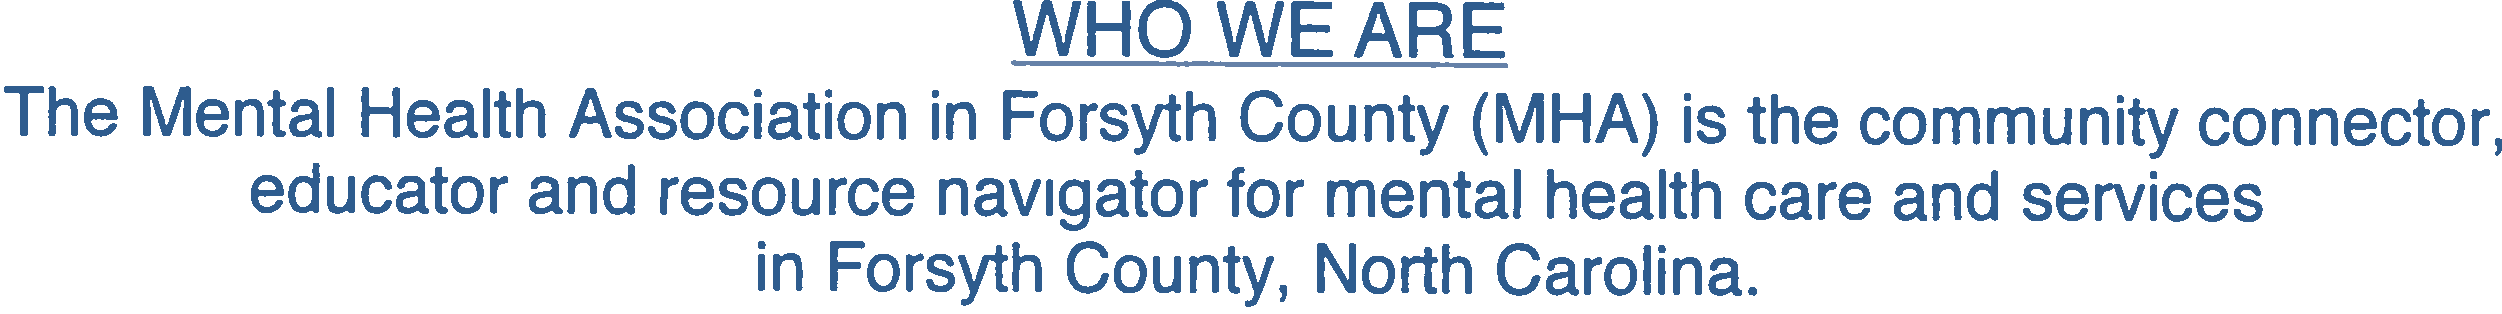 WHO WE ARE
The Mental Health Association in Forsyth County (MHA) is the community connector,
educator and resource navigator for mental health care and services
in Forsyth County, North Carolina.